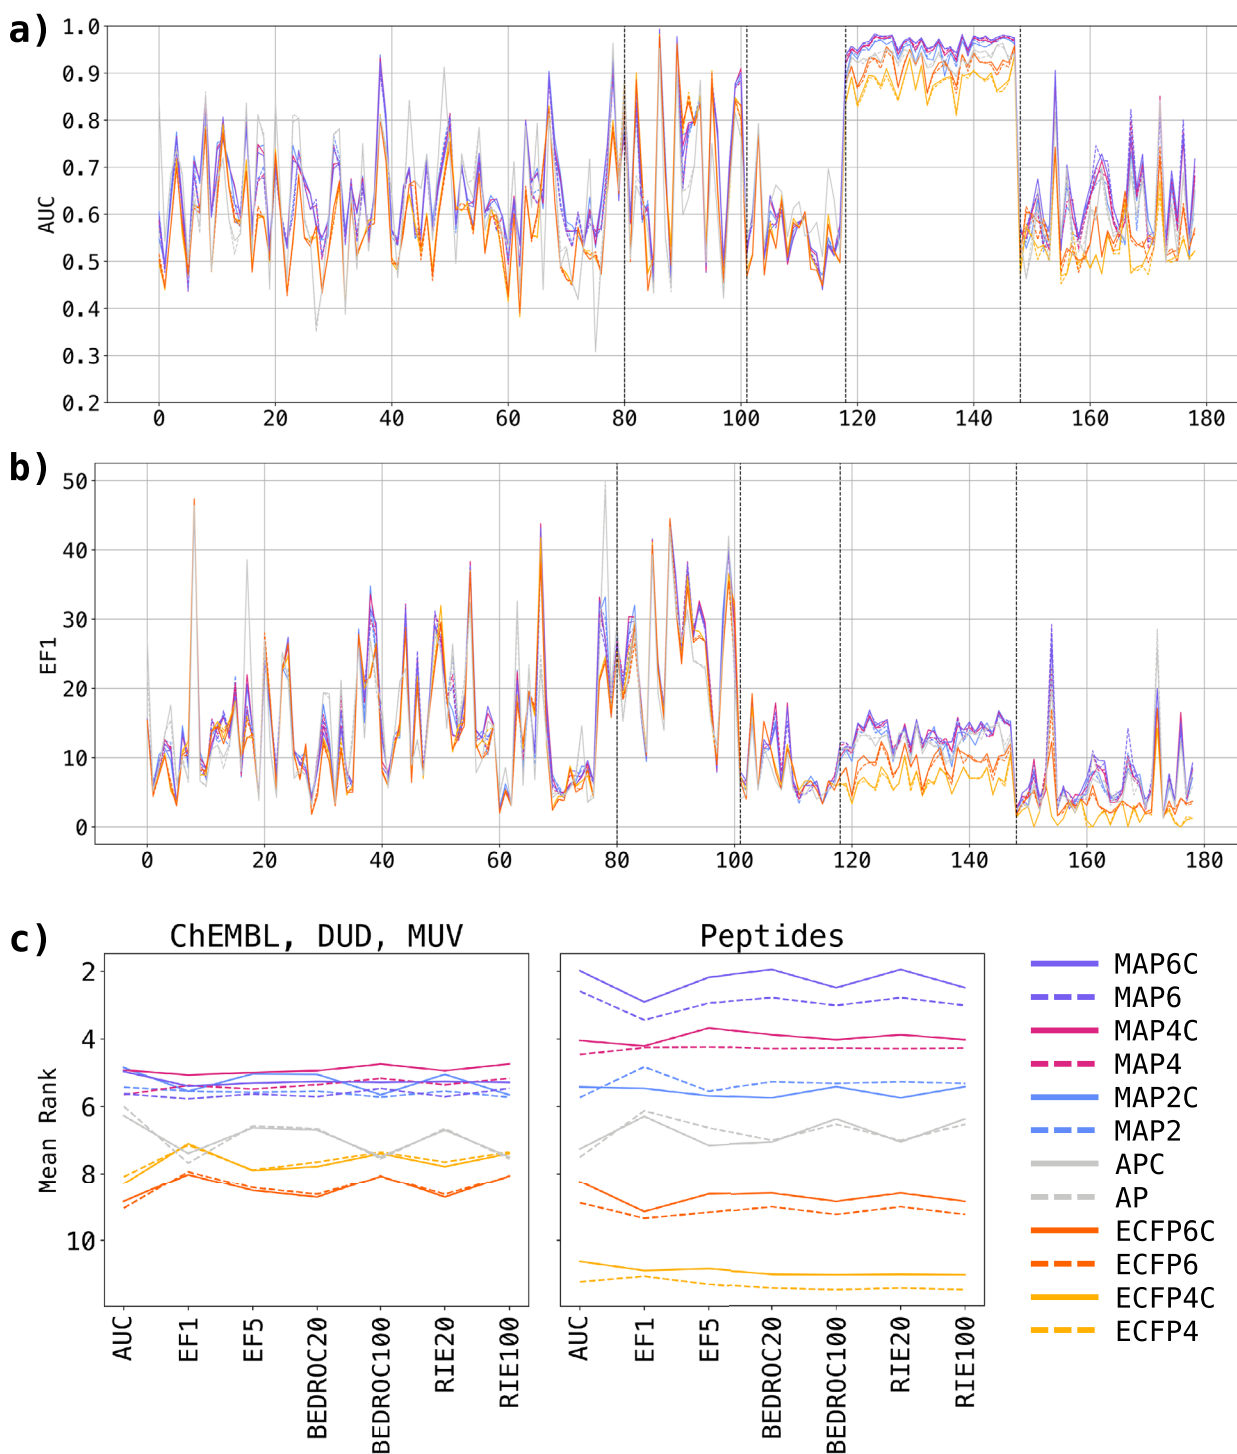 a)
1.0
0.9
0.8
0.7
0.6
0.5
0.4
0.3
0.2
AUC
0 20 40 60 80 100 120 140 160 180
b)
50
40
30
20
10
0
EF1
0 20 40 60 80 100 120 140 160 180
c)
ChEMBL, DUD, MUV
Peptides
2
4
6
8
10
Mean Rank
AUC
EF1
EF5
BEDROC20
BEDROC100
RIE20
RIE100
AUC
EF1
EF5
BEDROC20
BEDROC100
RIE20
RIE100
MAP6C
MAP6
MAP4C
MAP4
MAP2C
MAP2
APC
AP
ECFP6C
ECFP6
ECFP4C
ECFP4